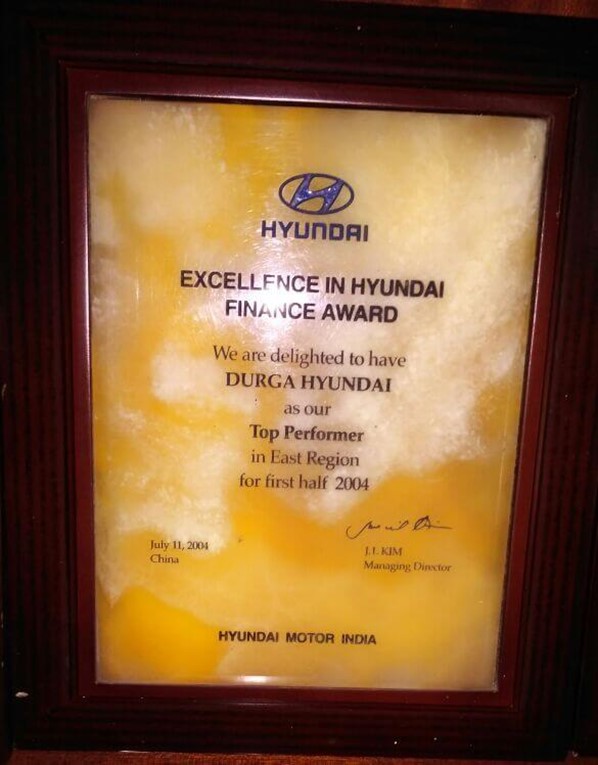 HYUNDAI
EXCELLENCE IN HYUNDAI
FINANCE AWARD
We are delighted to have
DURGA HYUNDAI
as our
Top Performer
in East Region
for first half 2004
July 11, 2004
China
J.I. KIM
Managing Director
HYUNDAI MOTOR INDIA